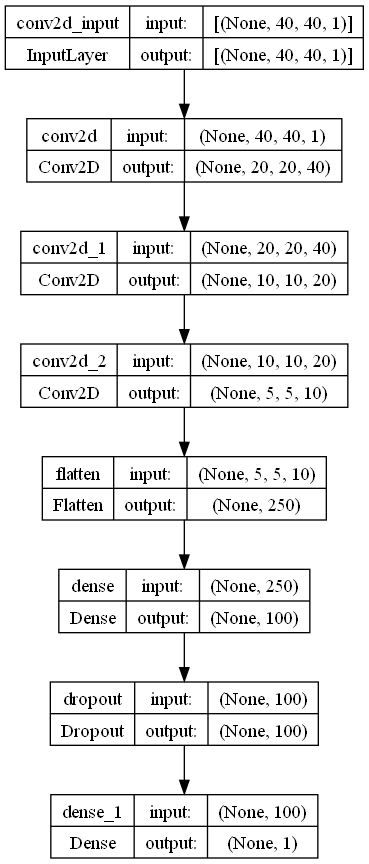 conv2d_input input: [(None, 40, 40, 1)]
InputLayer output: [(None, 40, 40, 1)]
conv2d input: (None, 40, 40, 1)
Conv2D output: (None, 20, 20, 40)
conv2d_1 input: (None, 20, 20, 40)
Conv2D output: (None, 10, 10, 20)
conv2d_2 input: (None, 10, 10, 20)
Conv2D output: (None, 5, 5, 10)
flatten input: (None, 5, 5, 10)
Flatten output: (None, 250)
dense input: (None, 250)
Dense output: (None, 100)
dropout input: (None, 100)
Dropout output: (None, 100)
dense_1 input: (None, 100)
Dense output: (None, 1)